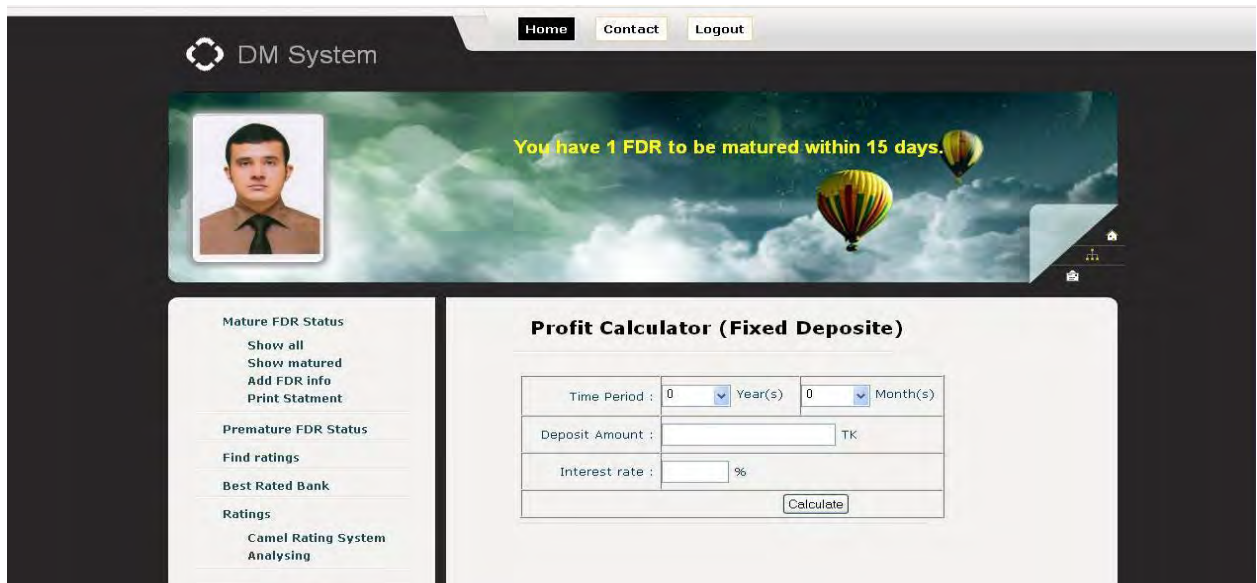 Home Contact Logout
DM System
You have 1 FDR to be matured within 15 days.
Mature FDR Status
Show all
Show matured
Add FDR info
Print Statment
Premature FDR Status
Find ratings
Best Rated Bank
Ratings
Camel Rating System
Analysing
Profit Calculator (Fixed Deposite)
Time Period : 0 Year(s) 0 Month(s)
Deposit Amount : TK
Interest rate : %
Calculate